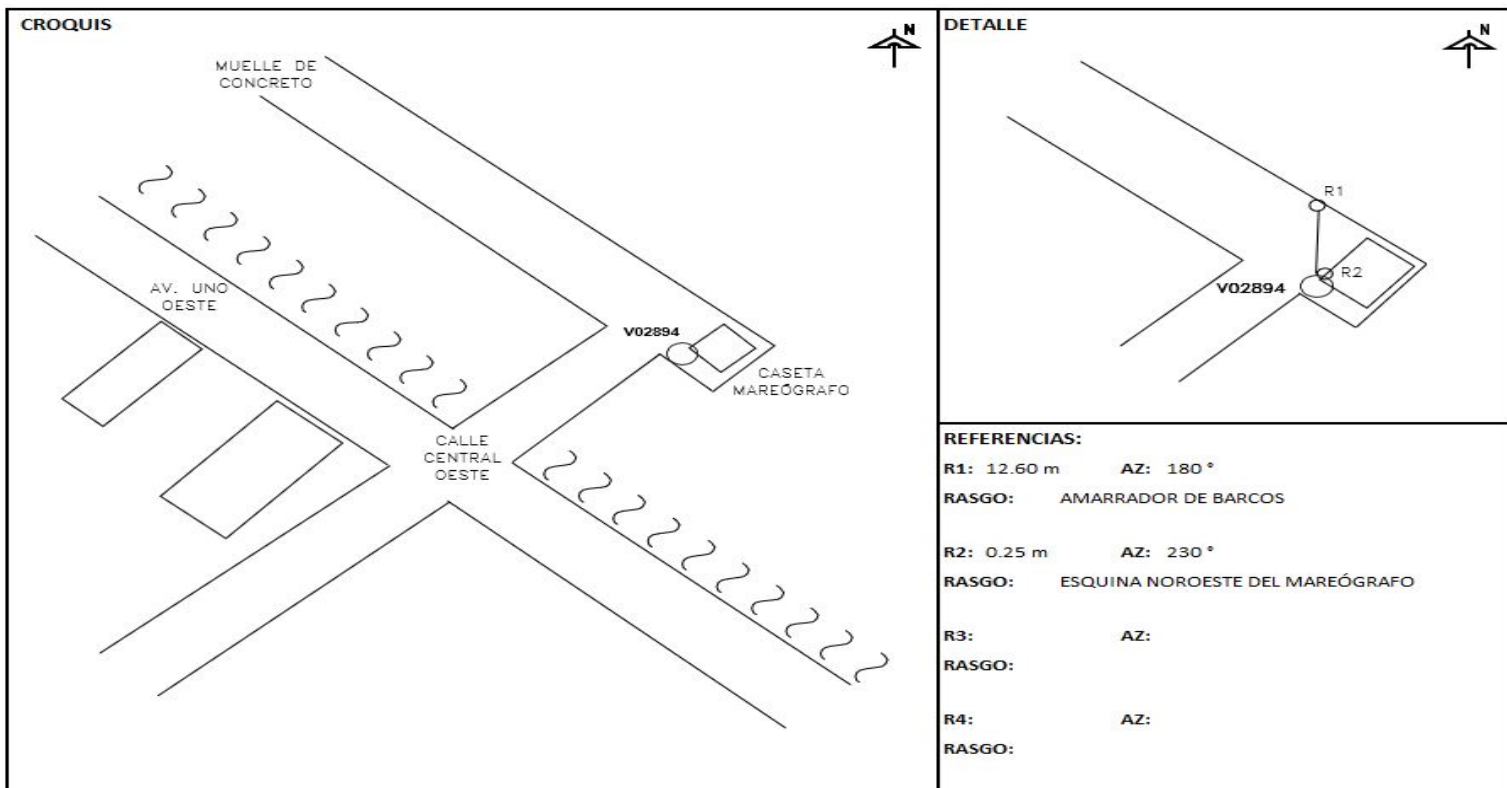 CROQUIS
N
MUELLE DE
CONCRETO
AV. UNO
OESTE
V02894
CASETA
MAREÓGRAFO
CALLE
CENTRAL
OESTE
DETALLE
N
R1
R2
V02894
REFERENCIAS:
R1: 12.60 m AZ: 180 °
RASGO: AMARRADOR DE BARCOS
R2: 0.25 m AZ: 230 °
RASGO: ESQUINA NOROESTE DEL MAREÓGRAFO
R3: AZ:
RASGO:
R4: AZ:
RASGO: